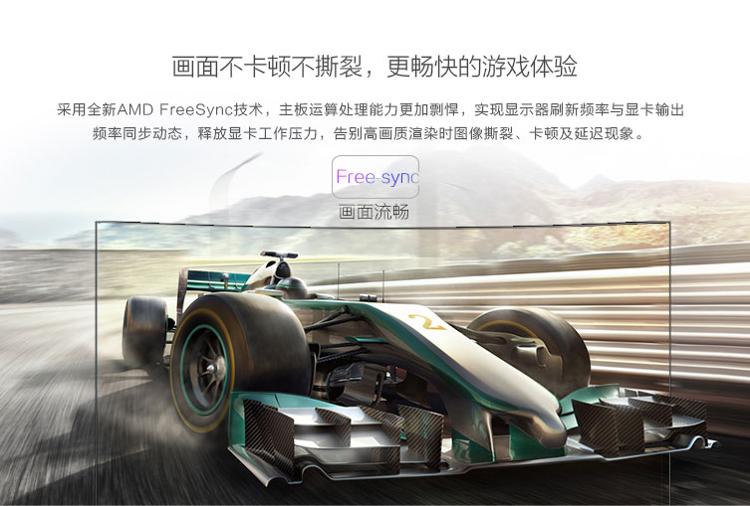 画面不卡顿不撕裂，更畅快的游戏体验
采用全新AMD FreeSync技术，主板运算处理能力更加剽悍，实现显示器刷新频率与显卡输出
频率同步动态，释放显卡工作压力，告别高画质渲染时图像撕裂、卡顿及延迟现象。
Free-sync
画面流畅
2